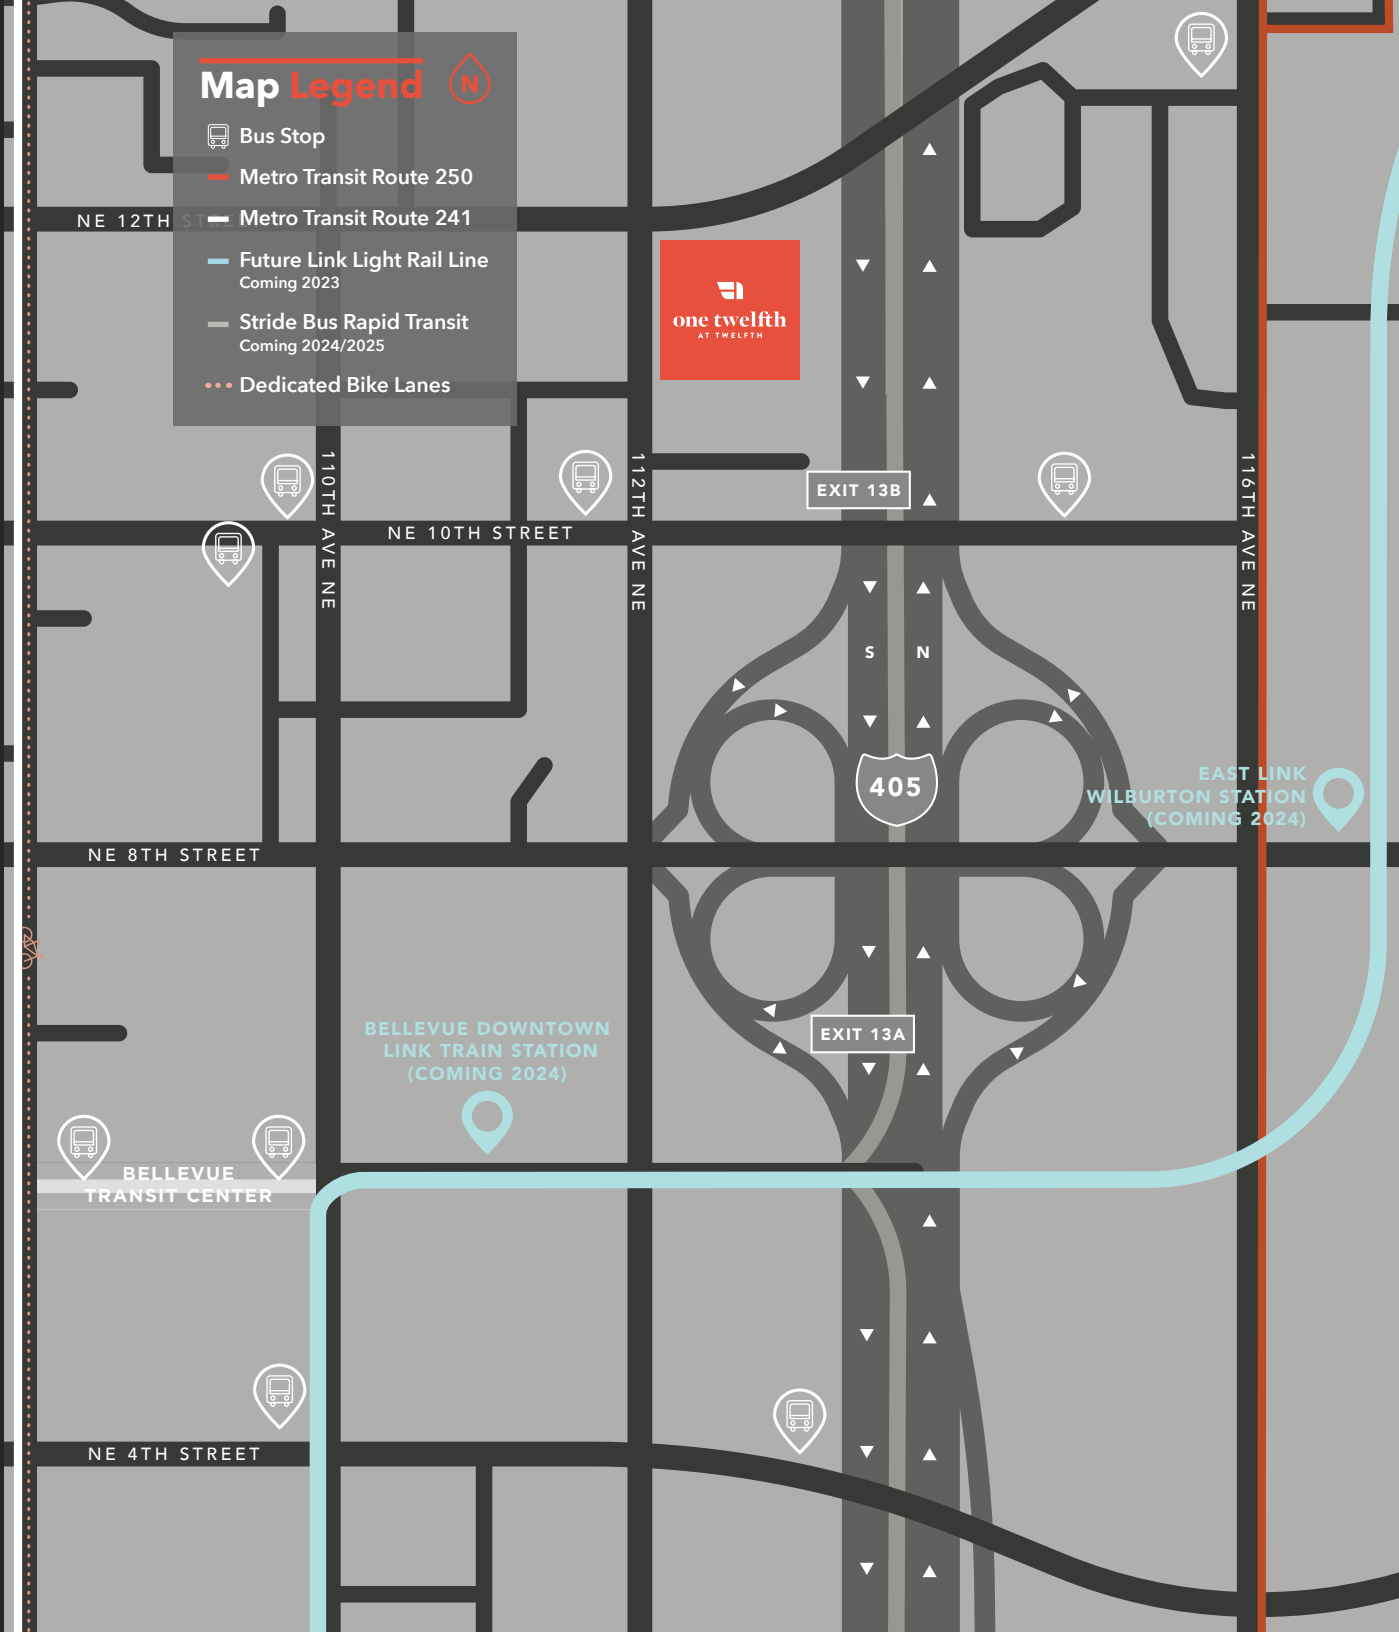 Map Legend
N
Bus Stop
Metro Transit Route 250
Metro Transit Route 241
Future Link Light Rail Line
Coming 2023
Stride Bus Rapid Transit
Coming 2024/2025
Dedicated Bike Lanes
NE 12TH STREET
one twelfth
AT TWELFTH
110TH AVE NE
112TH AVE NE
116TH AVE NE
EXIT 13B
NE 10TH STREET
S
N
405
EAST LINK
WILBURTON STATION
(COMING 2024)
NE 8TH STREET
BELLEVUE DOWNTOWN
LINK TRAIN STATION
(COMING 2024)
EXIT 13A
BELLEVUE
TRANSIT CENTER
NE 4TH STREET